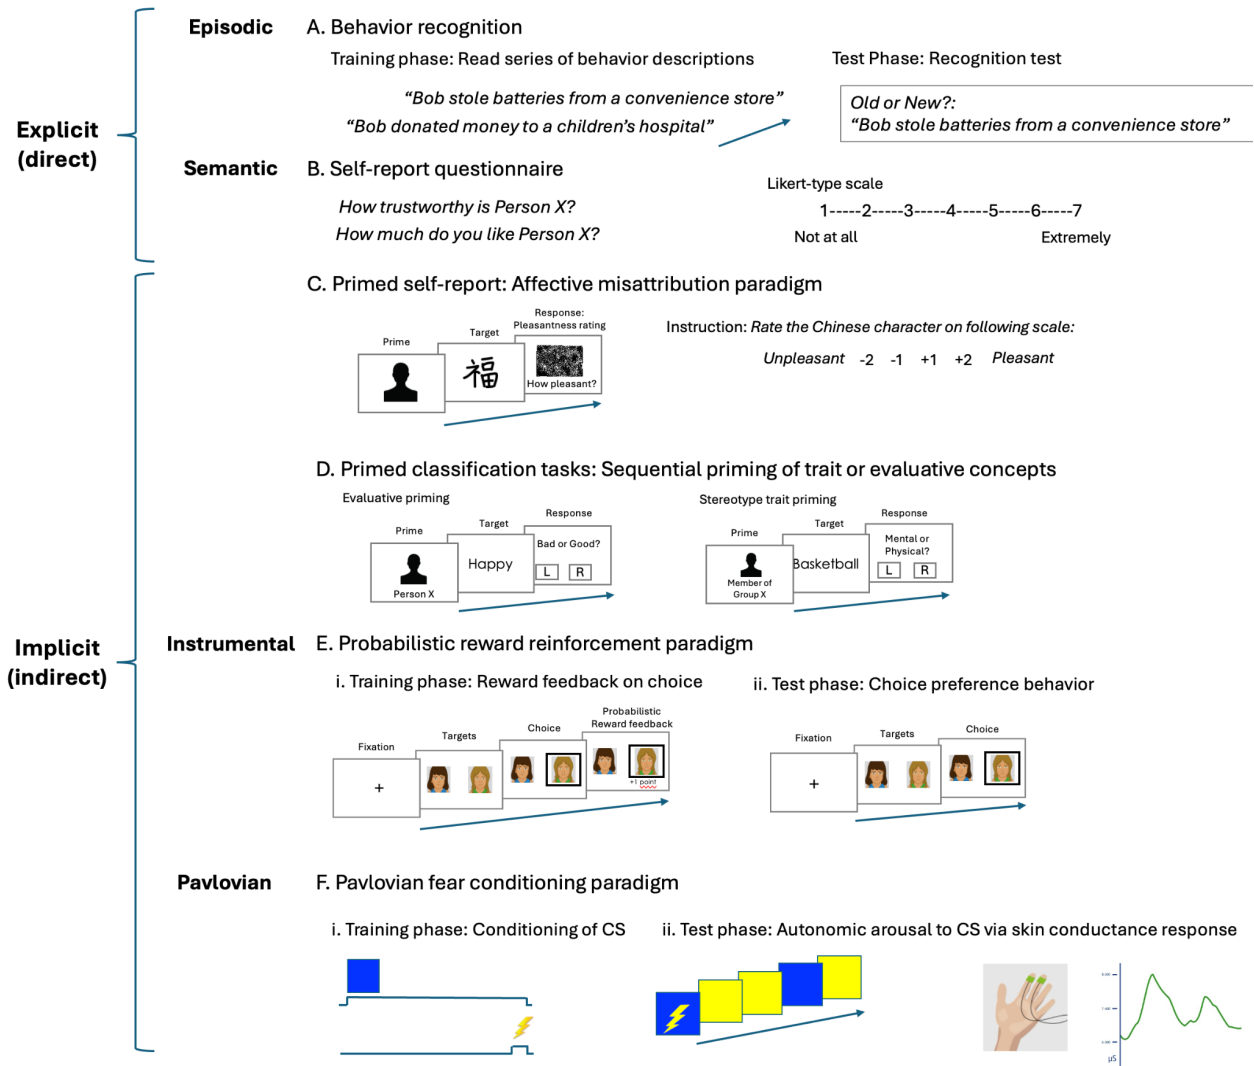 Explicit
(direct)
Episodic
A. Behavior recognition
Training phase: Read series of behavior descriptions
“Bob stole batteries from a convenience store”
“Bob donated money to a children’s hospital”
Test Phase: Recognition test
Old or New?:
“Bob stole batteries from a convenience store”
Semantic
B. Self-report questionnaire
How trustworthy is Person X?
How much do you like Person X?
Likert-type scale
1-----2-----3-----4-----5-----6-----7
Not at all
Extremely
Implicit
(indirect)
C. Primed self-report: Affective misattribution paradigm
Prime
Target
福
Response:
Pleasantness rating
How pleasant?
Instruction: Rate the Chinese character on following scale:
Unpleasant -2 -1 +1 +2 Pleasant
D. Primed classification tasks: Sequential priming of trait or evaluative concepts
Evaluative priming
Prime
Person X
Target
Happy
Response
Bad or Good?
L R
Stereotype trait priming
Prime
Member of
Group X
Target
Basketball
Response
Mental or
Physical?
L R
Instrumental
E. Probabilistic reward reinforcement paradigm
i. Training phase: Reward feedback on choice
Fixation
+
Targets
Choice
Probabilistic
Reward feedback
+1 point
ii. Test phase: Choice preference behavior
Fixation
+
Targets
Choice
Pavlovian
F. Pavlovian fear conditioning paradigm
i. Training phase: Conditioning of CS
ii. Test phase: Autonomic arousal to CS via skin conductance response
µS